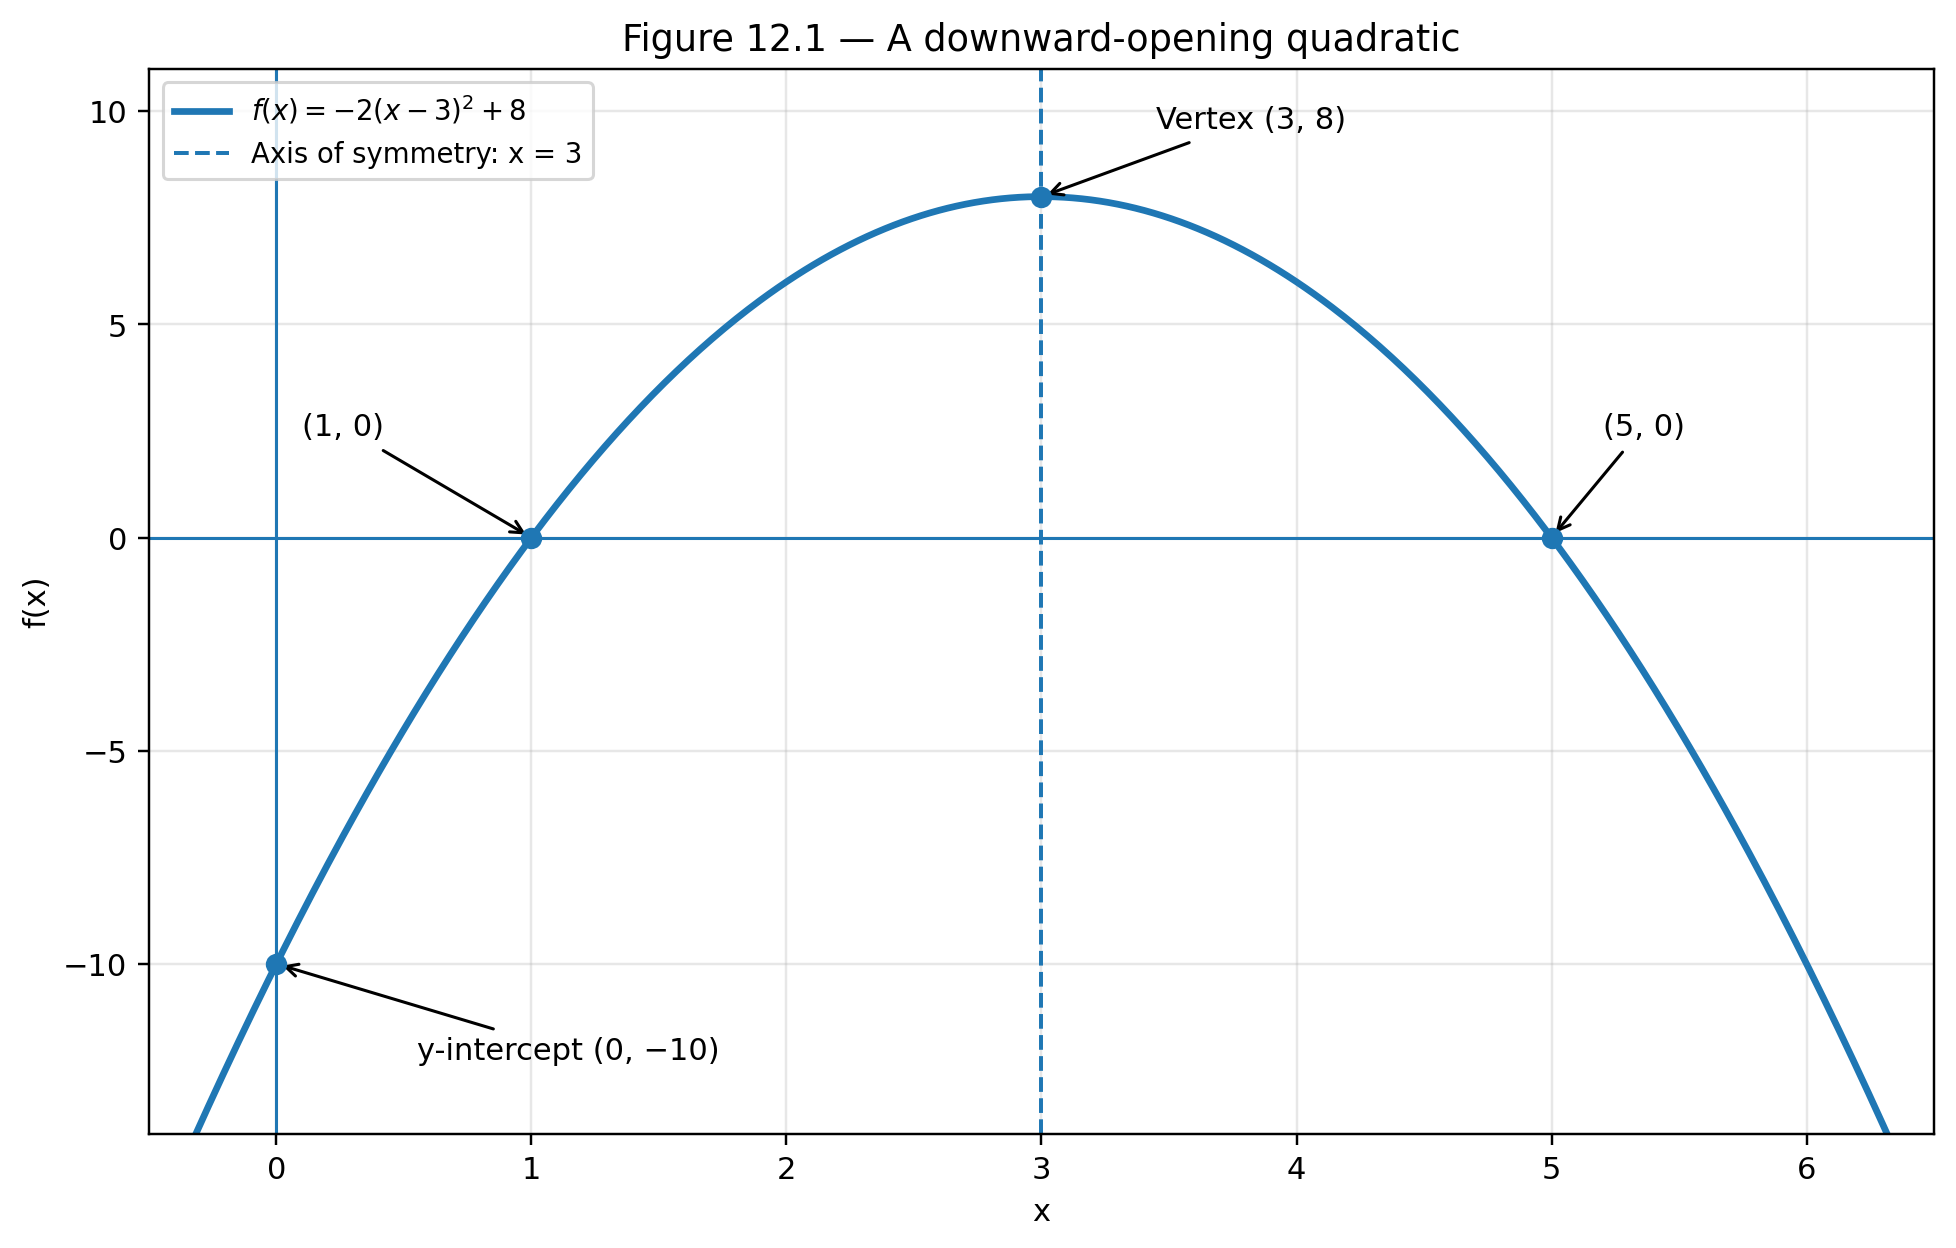 Figure 12.1 — A downward-opening quadratic
f(x) = −2(x − 3)² + 8
Axis of symmetry: x = 3
Vertex (3, 8)
(1, 0)
(5, 0)
y-intercept (0, −10)
10
5
0
−5
−10
f(x)
0 1 2 3 4 5 6
x